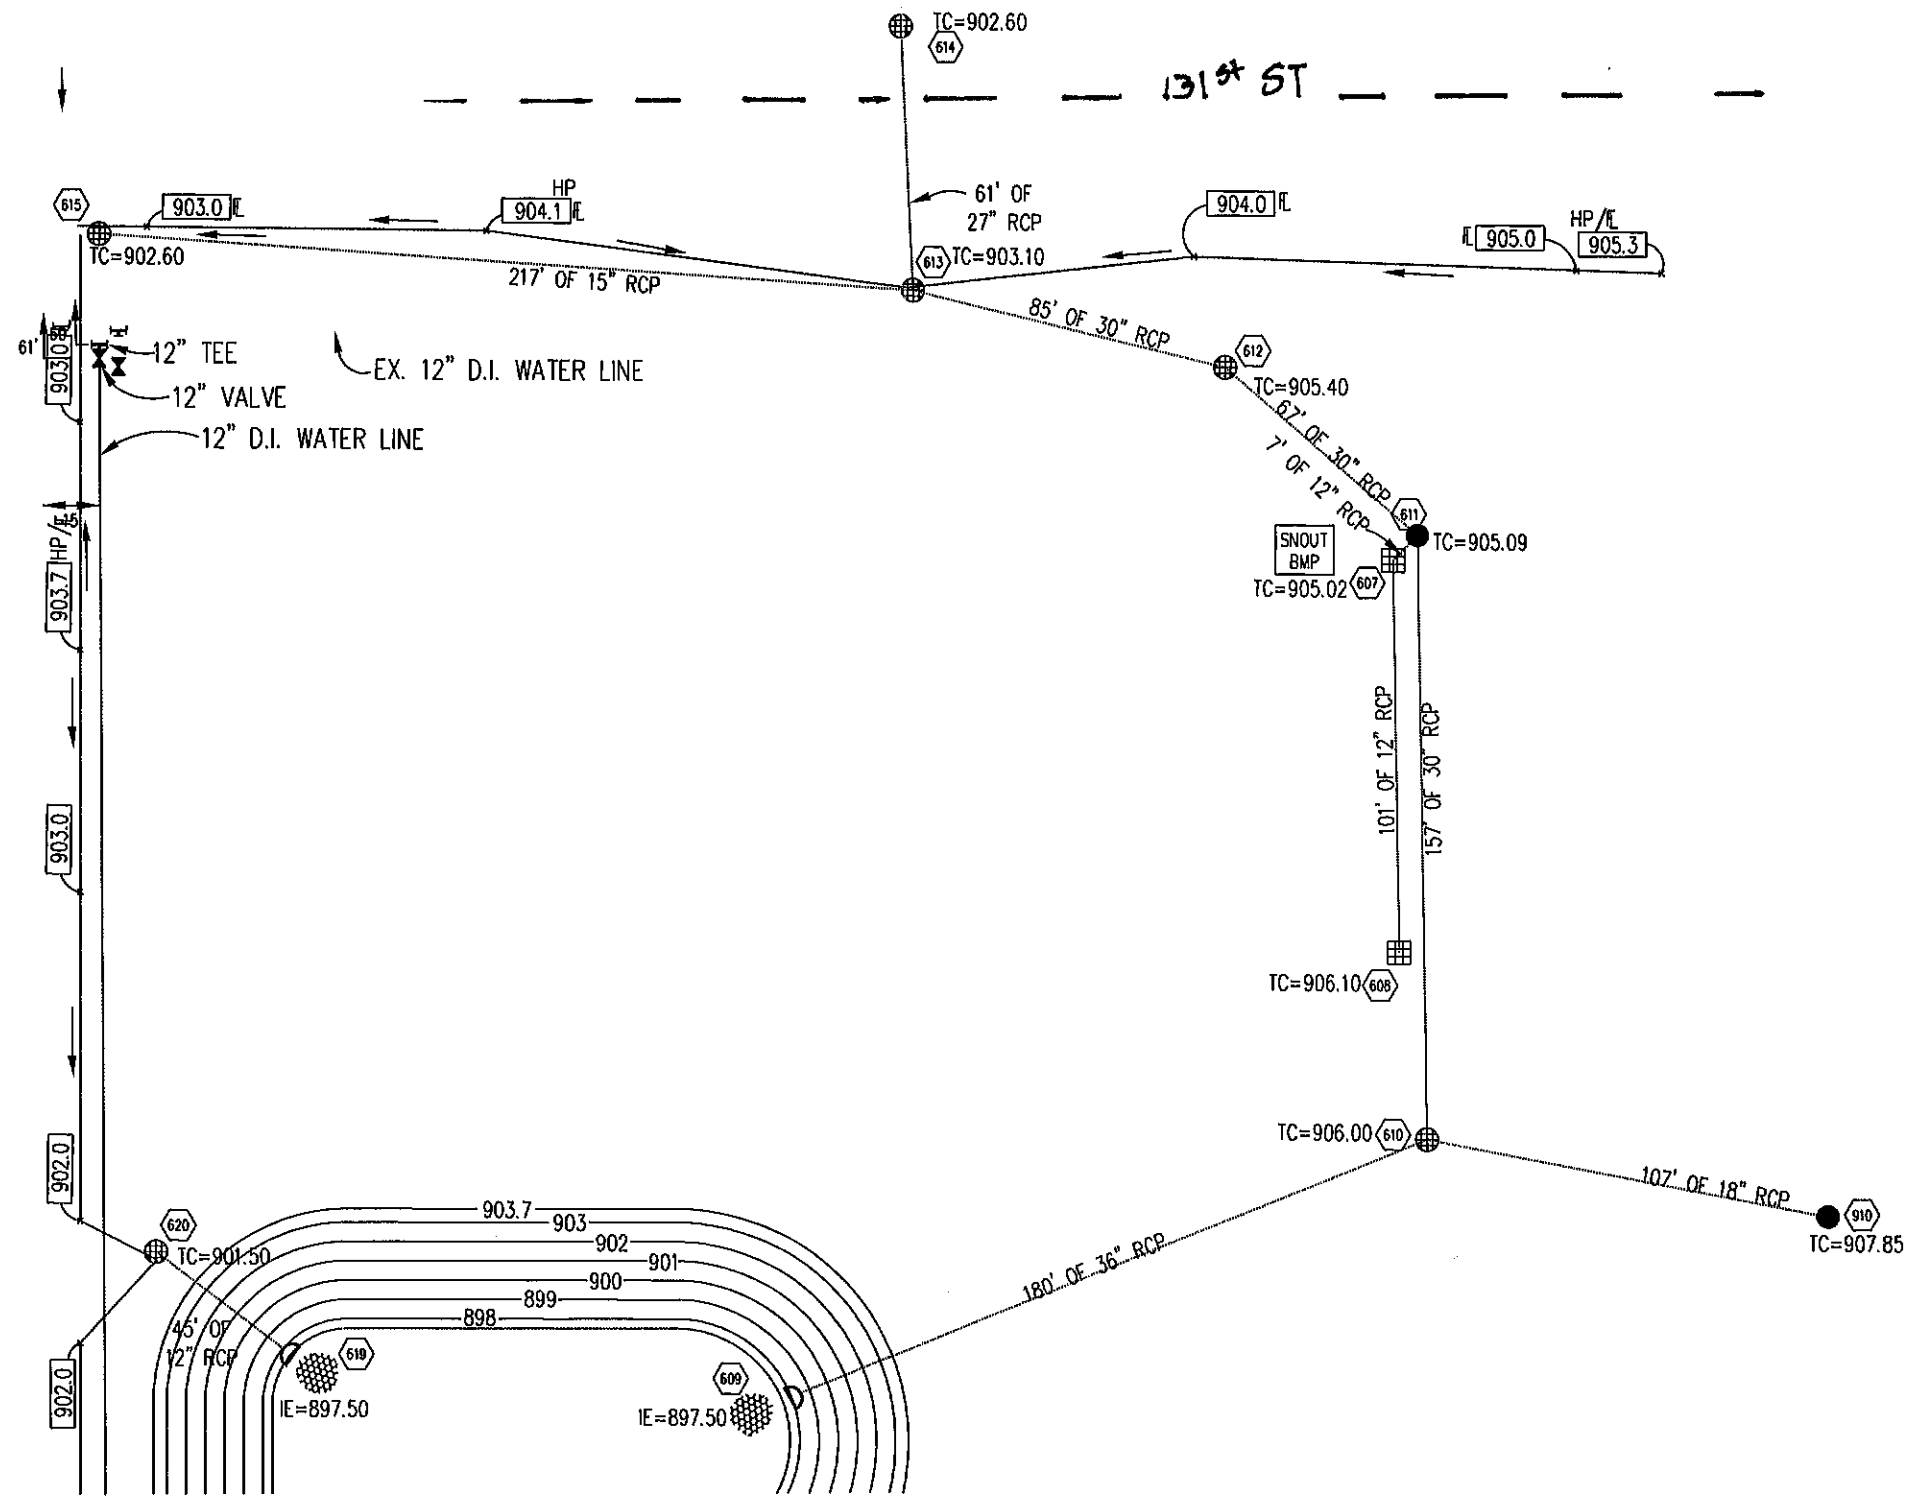 TC=902.60
614
131st ST
615
903.0 FL
HP
904.1 FL
61' OF
27" RCP
904.0 FL
HP/FL
FL 905.0
905.3
TC=902.60
613
TC=903.10
217' OF 15" RCP
85' OF 30" RCP
61'
903.0
12" TEE
EX. 12" D.I. WATER LINE
12" VALVE
12" D.I. WATER LINE
612
TC=905.40
67' OF 30" RCP
7' OF 12" RCP
611
TC=905.09
SNOUT
BMP
TC=905.02
607
15
HP/FL
903.7
101' OF 12" RCP
157' OF 30" RCP
903.0
TC=906.10
608
TC=906.00
610
107' OF 18" RCP
910
TC=907.85
902.0
620
TC=901.50
903.7
903
902
901
900
899
898
180' OF 36" RCP
45' OF
12" RCP
619
IE=897.50
609
IE=897.50
902.0